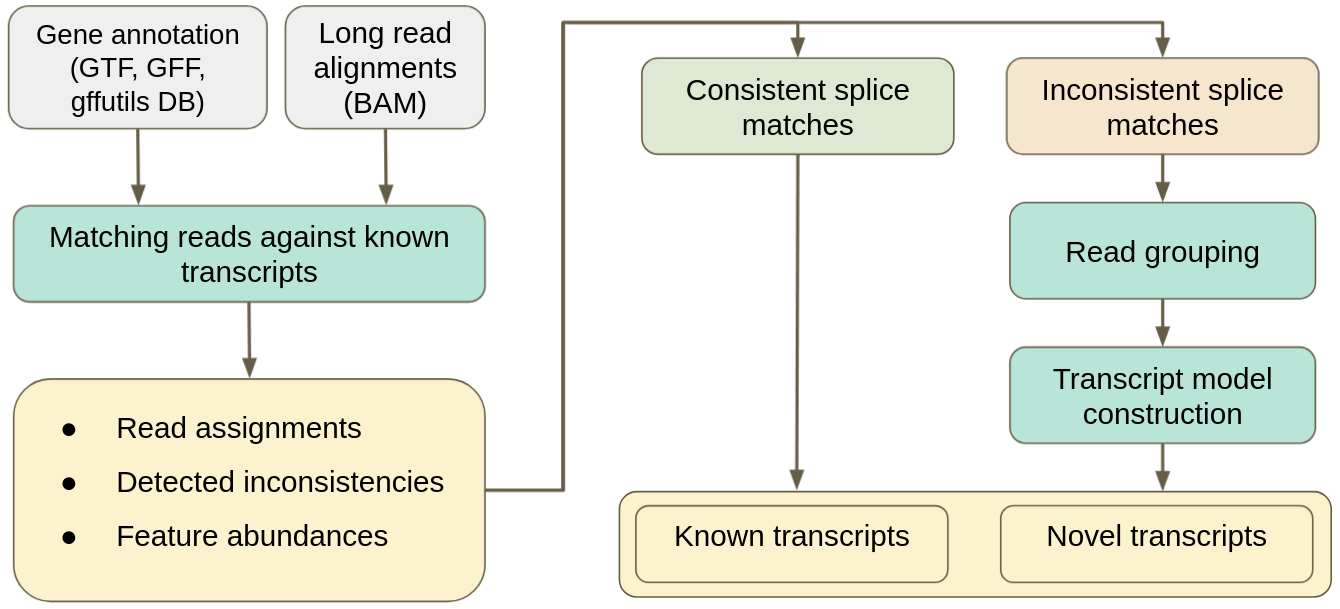 Gene annotation
(GTF, GFF,
gffutils DB)
Long read
alignments
(BAM)
Matching reads against known
transcripts
● Read assignments
● Detected inconsistencies
● Feature abundances
Consistent splice
matches
Inconsistent splice
matches
Read grouping
Transcript model
construction
Known transcripts
Novel transcripts